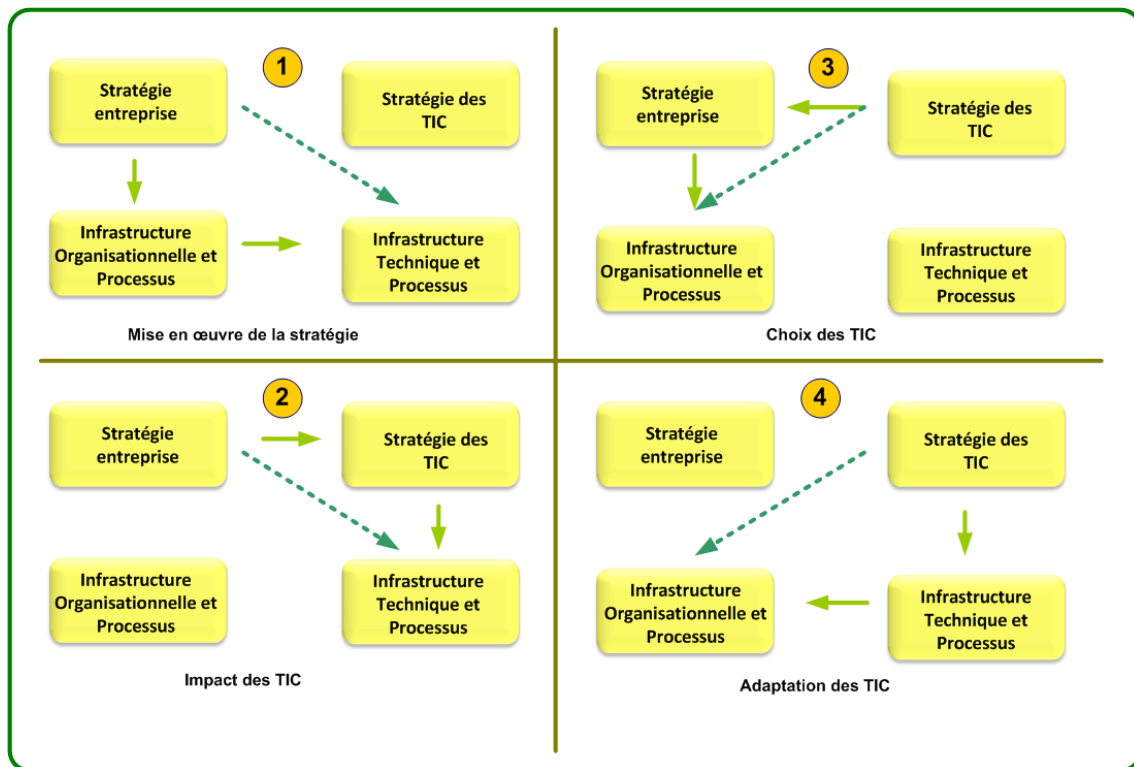 1
Stratégie
entreprise
Stratégie des
TIC
Infrastructure
Organisationnelle et
Processus
Infrastructure
Technique et
Processus
Mise en œuvre de la stratégie
3
Stratégie
entreprise
Stratégie des
TIC
Infrastructure
Organisationnelle et
Processus
Infrastructure
Technique et
Processus
Choix des TIC
2
Stratégie
entreprise
Stratégie des
TIC
Infrastructure
Organisationnelle et
Processus
Infrastructure
Technique et
Processus
Impact des TIC
4
Stratégie
entreprise
Stratégie des
TIC
Infrastructure
Organisationnelle et
Processus
Infrastructure
Technique et
Processus
Adaptation des TIC